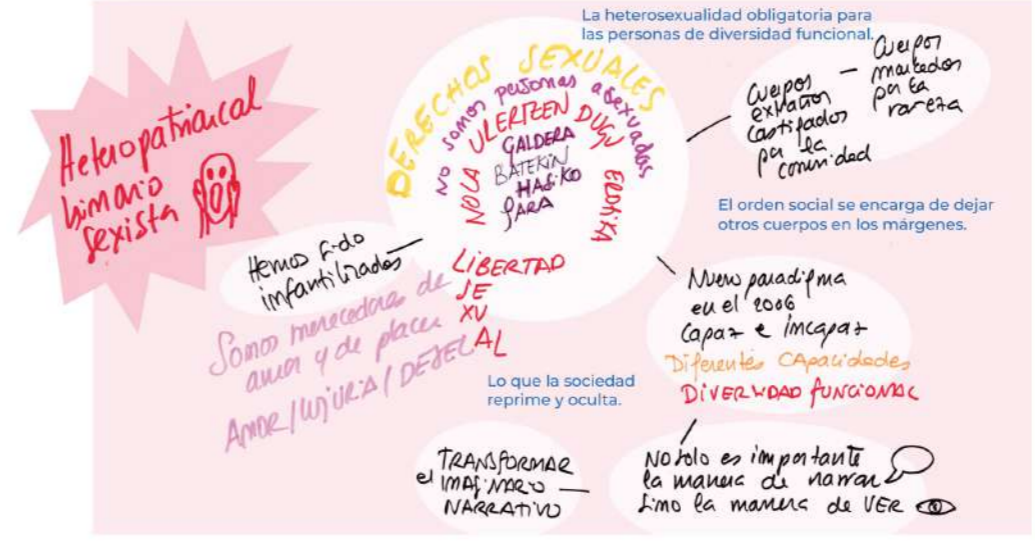 Heteropatriarcal
binario
sexista
DERECHOS SEXUALES
NO somos personas asexuadas
NOLA ULERTZEN DUGU EROTIKA
GALDERA
BATEKIN
HASIKO
GARA
LIBERTAD
SE
XU
AL
Hemos sido
infantilizados
Somos merecedoras de
amor y de placer
AMOR/LUJURIA/DESEO
La heterosexualidad obligatoria para
las personas de diversidad funcional.
Cuerpos
extraños
castigados
por la
comunidad
— Cuerpos
marcados
por la
rareza
El orden social se encarga de dejar
otros cuerpos en los márgenes.
Nuevo paradigma
en el 2006
Capaz e incapaz
Diferentes CApacidades
DIVERSIDAD FUNCIONAL
Lo que la sociedad
reprime y oculta.
No solo es importante
la manera de narrar
sino la manera de VER
TRANSFORMAR
el IMAGINARIO
NARRATIVO